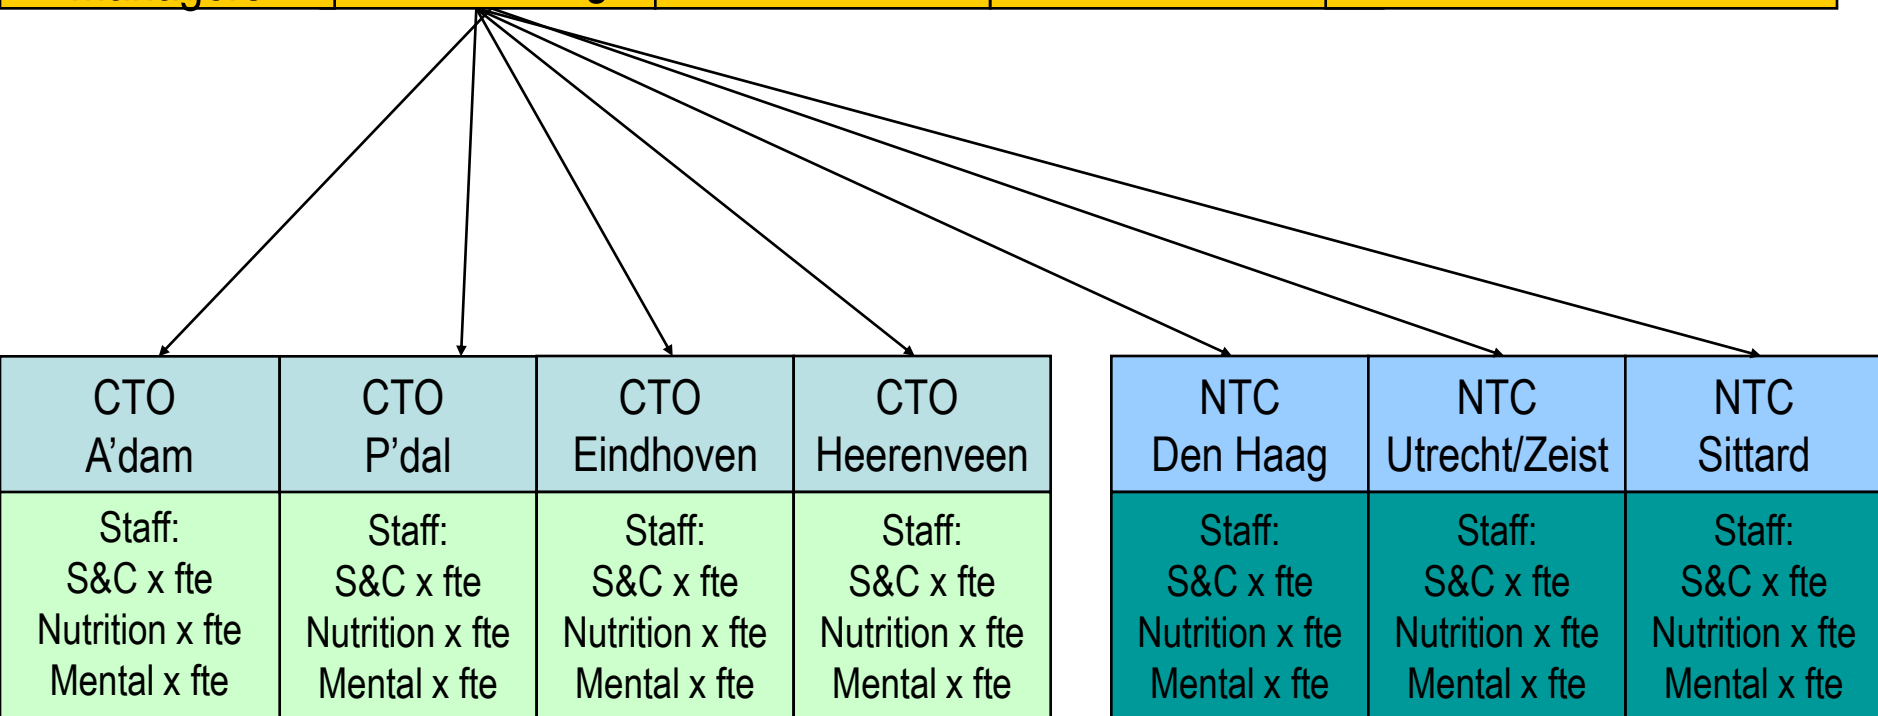 CTO
A’dam
CTO
P’dal
CTO
Eindhoven
CTO
Heerenveen
NTC
Den Haag
NTC
Utrecht/Zeist
NTC
Sittard
Staff:
S&C x fte
Nutrition x fte
Mental x fte
Staff:
S&C x fte
Nutrition x fte
Mental x fte
Staff:
S&C x fte
Nutrition x fte
Mental x fte
Staff:
S&C x fte
Nutrition x fte
Mental x fte
Staff:
S&C x fte
Nutrition x fte
Mental x fte
Staff:
S&C x fte
Nutrition x fte
Mental x fte
Staff:
S&C x fte
Nutrition x fte
Mental x fte